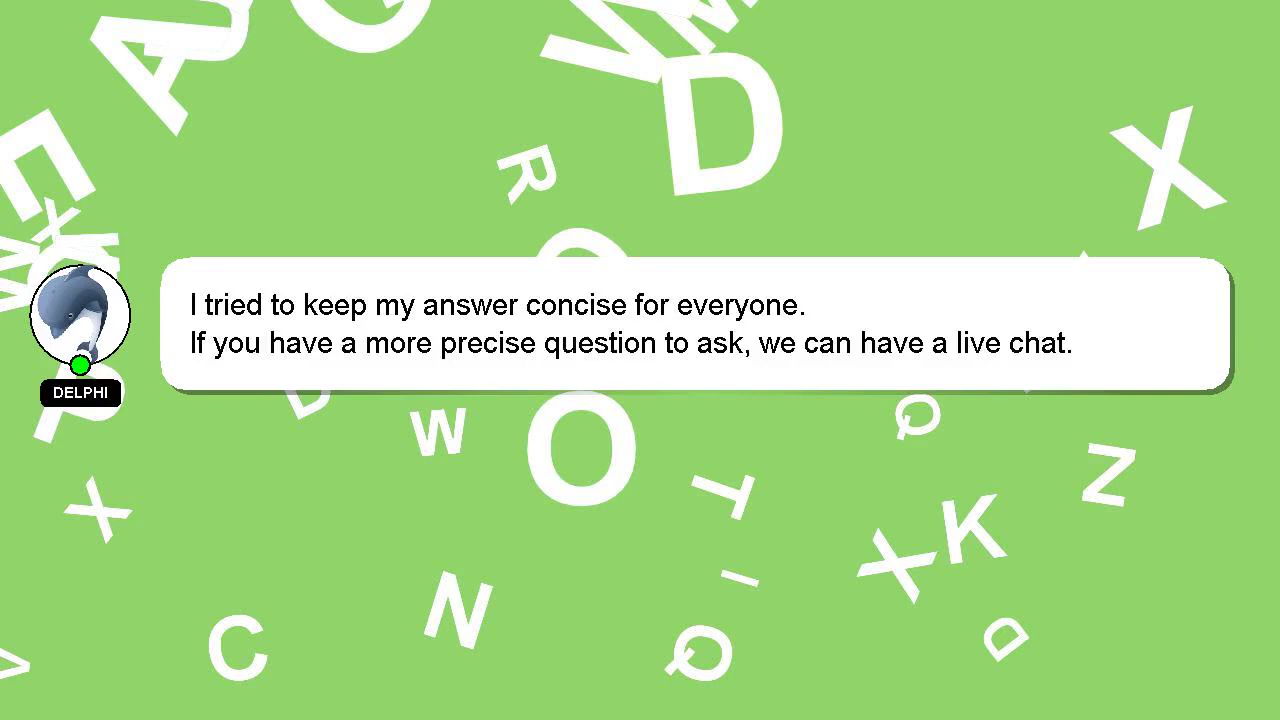 A
G
M
D
X
R
E
X
I tried to keep my answer concise for everyone.
If you have a more precise question to ask, we can have a live chat.
DELPHI
D
W
O
Q
T
Z
X
K
X
I
N
C
Q
D
V